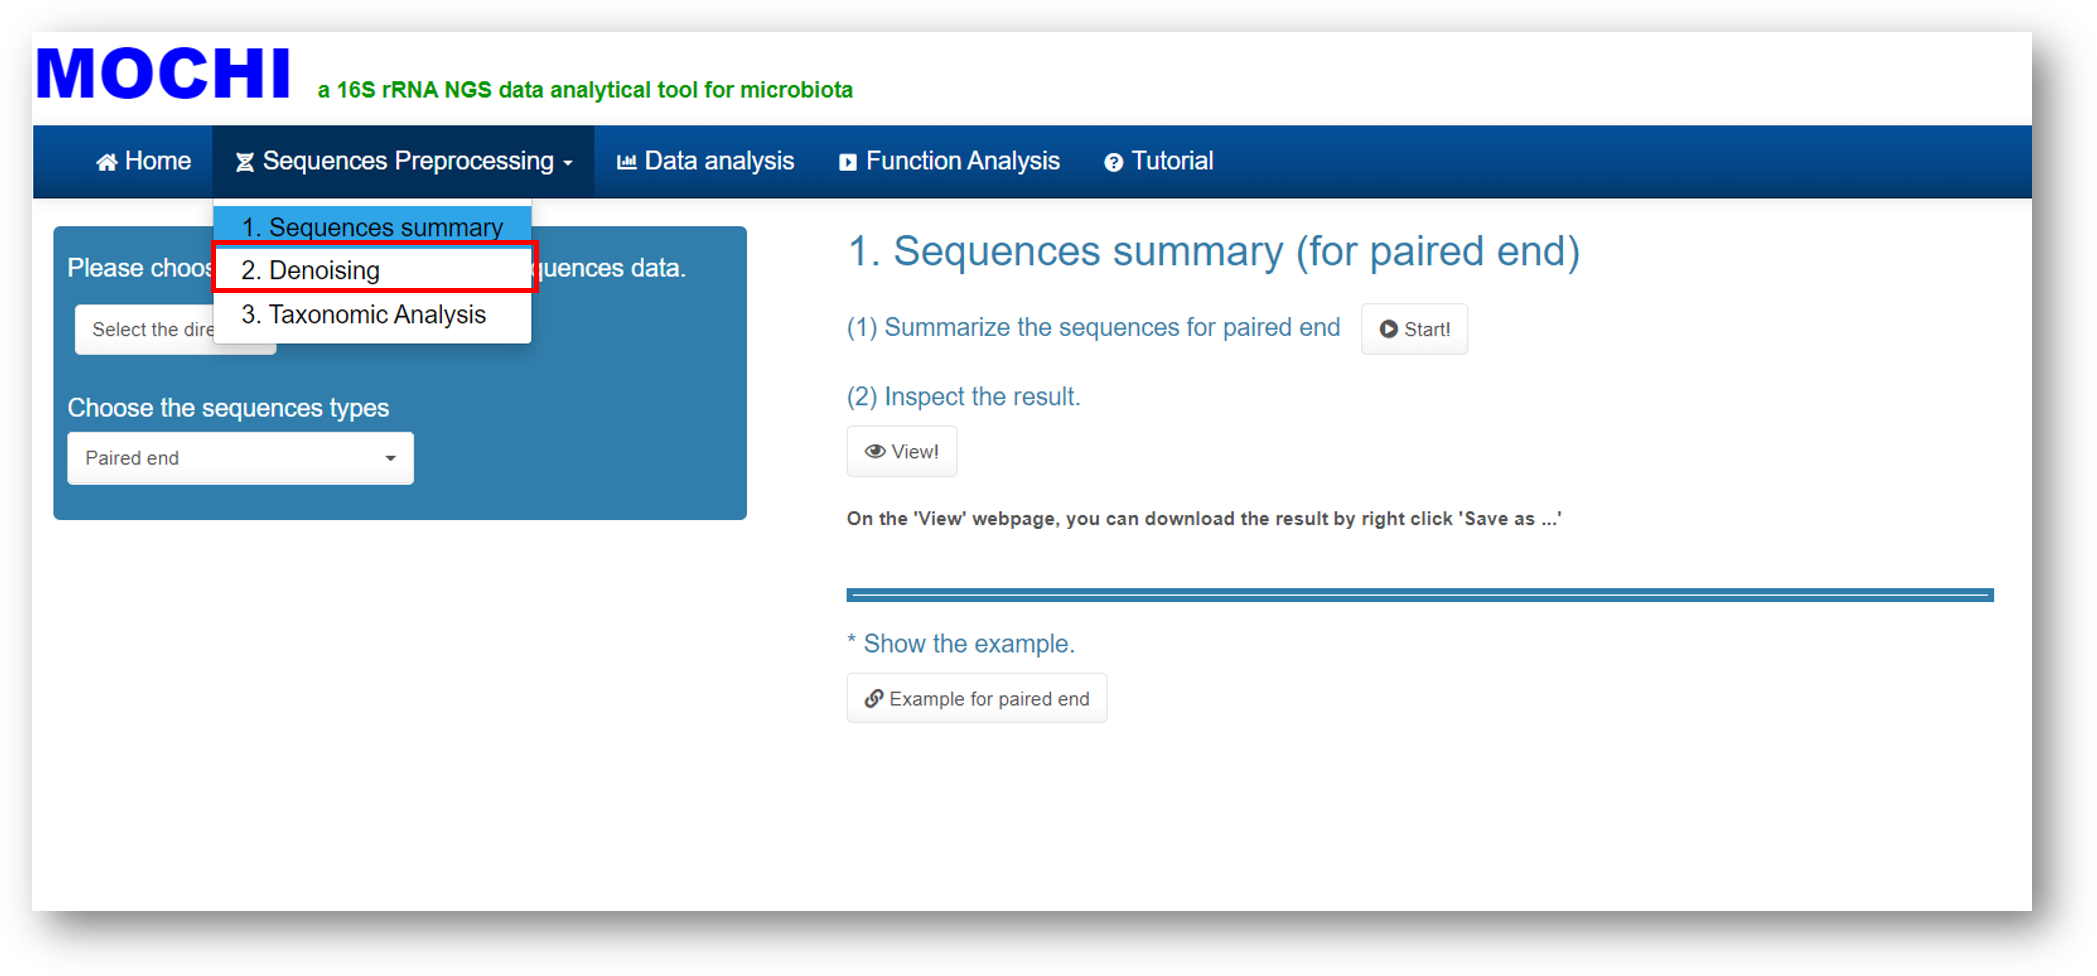 MOCHI a 16S rRNA NGS data analytical tool for microbiota
Home Sequences Preprocessing Data analysis Function Analysis Tutorial
1. Sequences summary
2. Denoising
3. Taxonomic Analysis
Please choos quences data.
Select the dire
Choose the sequences types
Paired end
1. Sequences summary (for paired end)
(1) Summarize the sequences for paired end Start!
(2) Inspect the result.
View!
On the 'View' webpage, you can download the result by right click 'Save as ...'
* Show the example.
Example for paired end